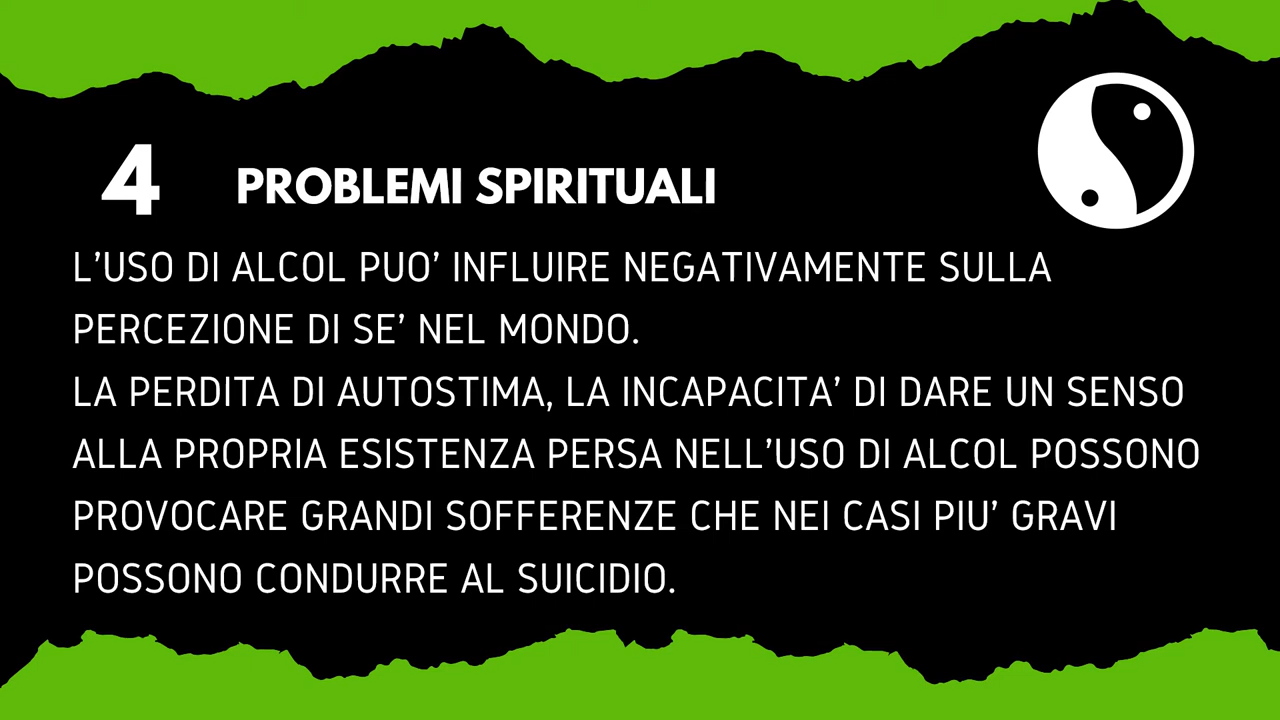 4 PROBLEMI SPIRITUALI
L’USO DI ALCOL PUO’ INFLUIRE NEGATIVAMENTE SULLA
PERCEZIONE DI SE’ NEL MONDO.
LA PERDITA DI AUTOSTIMA, LA INCAPACITA’ DI DARE UN SENSO
ALLA PROPRIA ESISTENZA PERSA NELL’USO DI ALCOL POSSONO
PROVOCARE GRANDI SOFFERENZE CHE NEI CASI PIU’ GRAVI
POSSONO CONDURRE AL SUICIDIO.